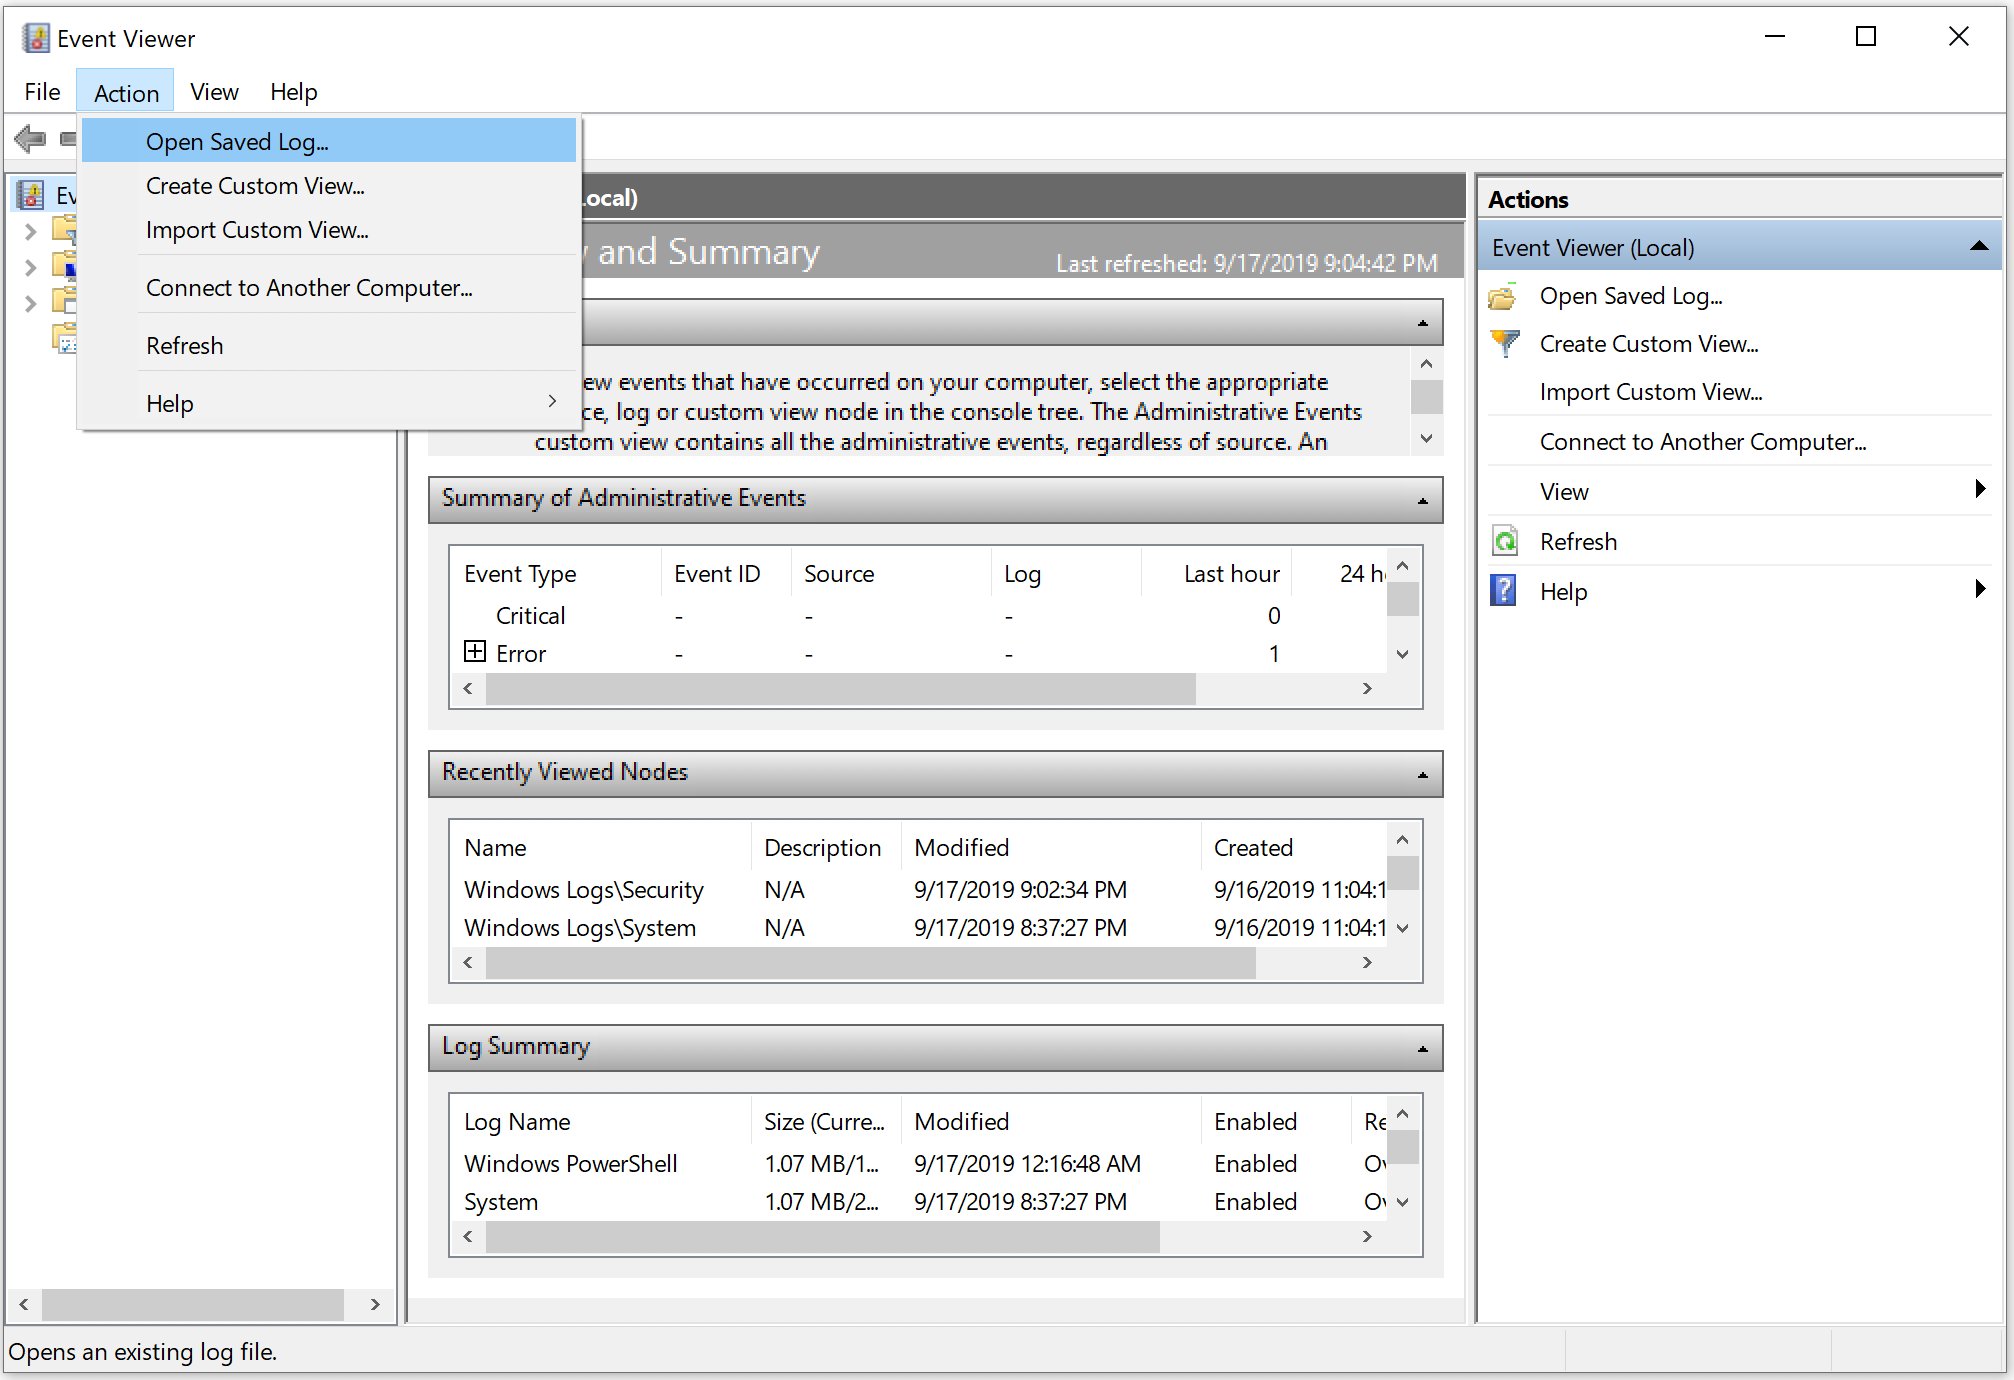 Event Viewer
File Action View Help
Open Saved Log...
Create Custom View...
Import Custom View...
Connect to Another Computer...
Refresh
Help
Local)
and Summary
Last refreshed: 9/17/2019 9:04:42 PM
ew events that have occurred on your computer, select the appropriate
ce, log or custom view node in the console tree. The Administrative Events
custom view contains all the administrative events, regardless of source. An
Summary of Administrative Events
Event Type Event ID Source Log Last hour 24 h
Critical - - - 0
Error - - - 1
Recently Viewed Nodes
Name Description Modified Created
Windows Logs\Security N/A 9/17/2019 9:02:34 PM 9/16/2019 11:04:1
Windows Logs\System N/A 9/17/2019 8:37:27 PM 9/16/2019 11:04:1
Log Summary
Log Name Size (Curre... Modified Enabled Re
Windows PowerShell 1.07 MB/1... 9/17/2019 12:16:48 AM Enabled Ov
System 1.07 MB/2... 9/17/2019 8:37:27 PM Enabled Ov
Actions
Event Viewer (Local)
Open Saved Log...
Create Custom View...
Import Custom View...
Connect to Another Computer...
View
Refresh
Help
Opens an existing log file.